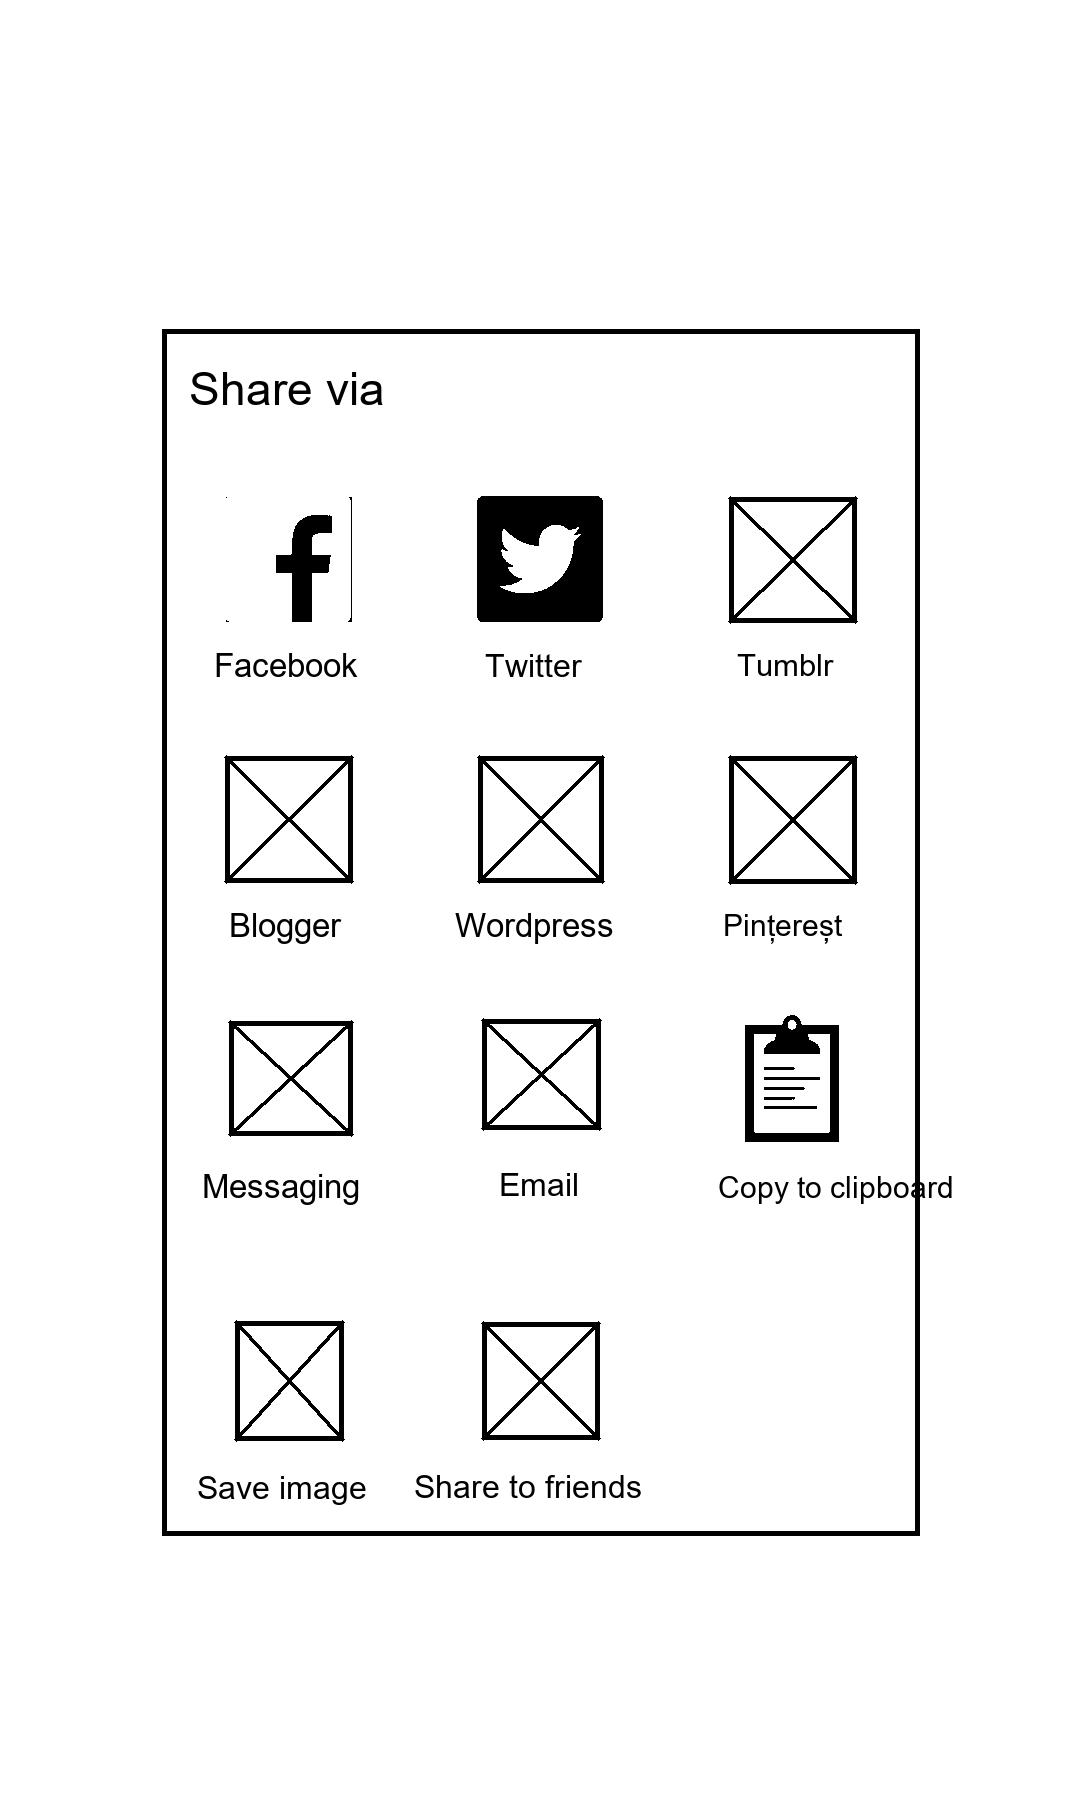 Share via
Facebook Twitter Tumblr
Blogger Wordpress Pințereșt
Messaging Email Copy to clipboard
Save image Share to friends